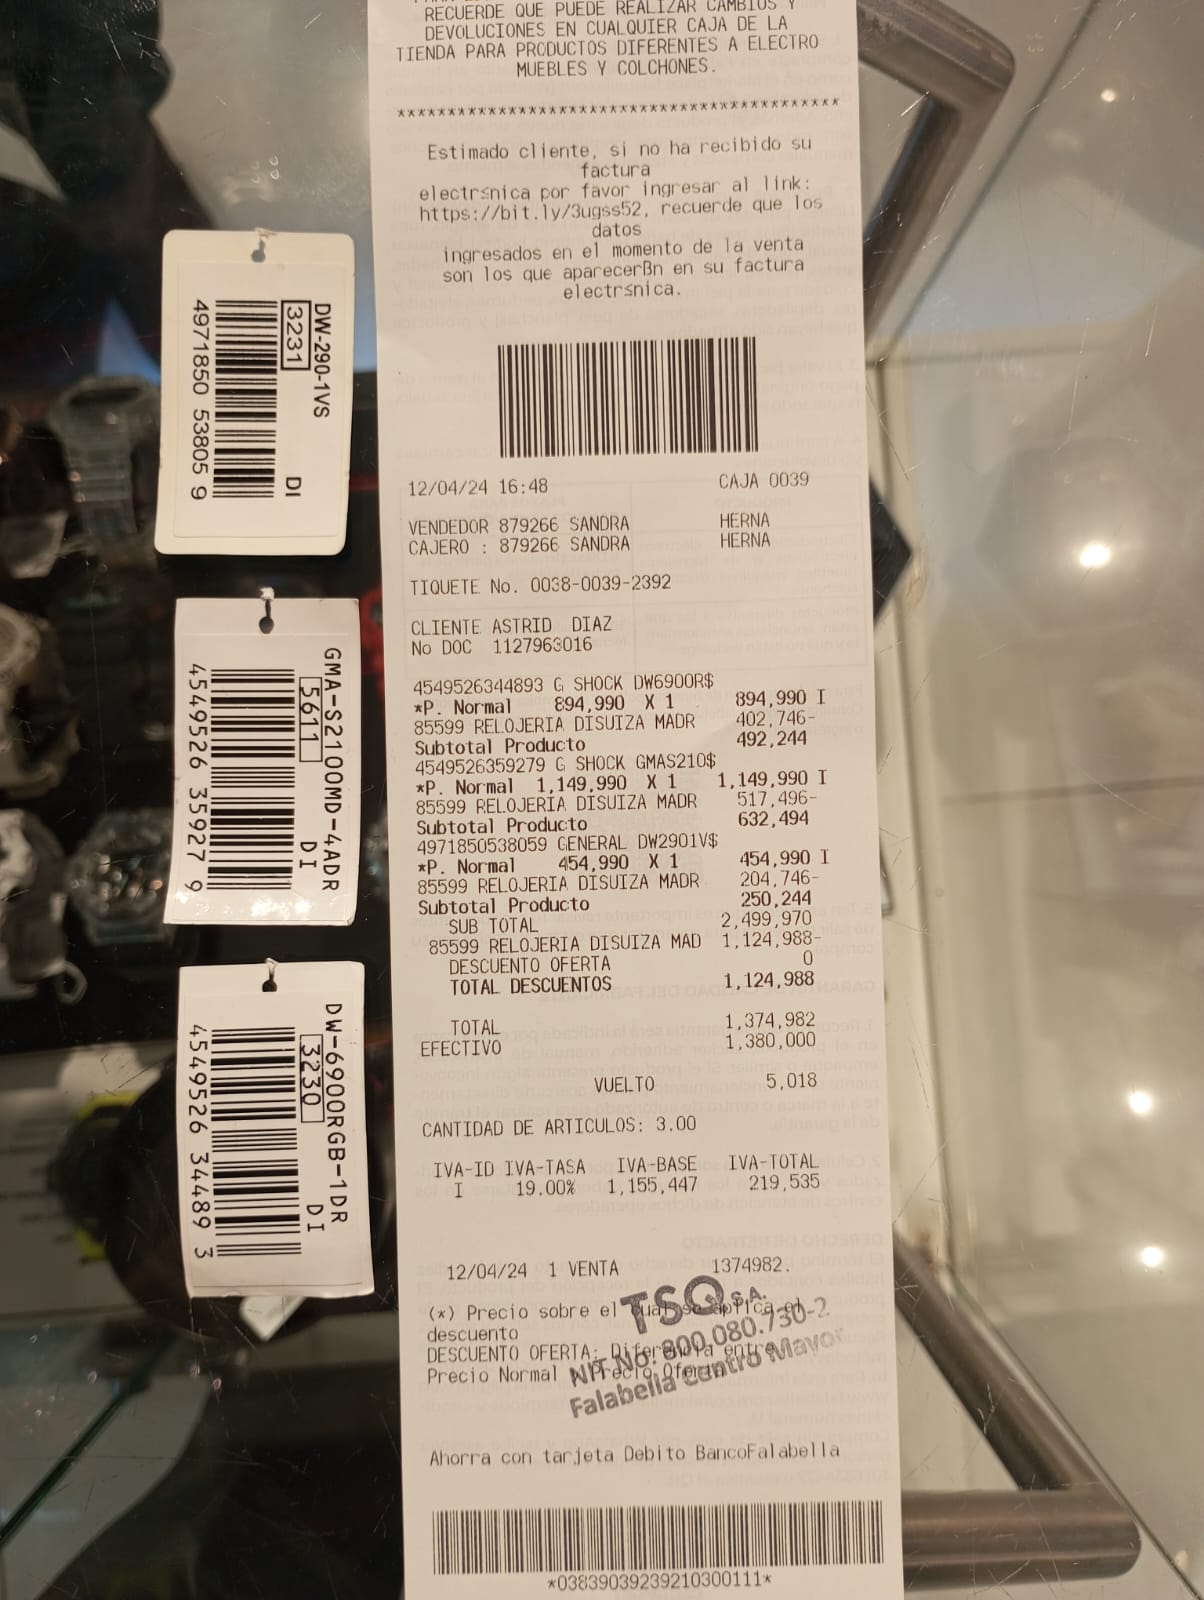 RECUERDE QUE PUEDE REALIZAR CAMBIOS Y
DEVOLUCIONES EN CUALQUIER CAJA DE LA
TIENDA PARA PRODUCTOS DIFERENTES A ELECTRO
MUEBLES Y COLCHONES.
*******************************************
Estimado cliente, si no ha recibido su
factura
electr≤nica por favor ingresar al link:
https://bit.ly/3ugss52, recuerde que los
datos
ingresados en el momento de la venta
son los que aparecerßn en su factura
electr≤nica.
12/04/24 16:48 CAJA 0039
VENDEDOR 879266 SANDRA HERNA
CAJERO : 879266 SANDRA HERNA
TIQUETE No. 0038-0039-2392
CLIENTE ASTRID DIAZ
No DOC 1127963016
4549526344893 G SHOCK DW6900R$
*P. Normal 894,990 X 1 894,990 I
85599 RELOJERIA DISUIZA MADR 402,746-
Subtotal Producto 492,244
4549526359279 G SHOCK GMAS210$
*P. Normal 1,149,990 X 1 1,149,990 I
85599 RELOJERIA DISUIZA MADR 517,496-
Subtotal Producto 632,494
4971850538059 GENERAL DW2901V$
*P. Normal 454,990 X 1 454,990 I
85599 RELOJERIA DISUIZA MADR 204,746-
Subtotal Producto 250,244
SUB TOTAL 2,499,970
85599 RELOJERIA DISUIZA MAD 1,124,988-
DESCUENTO OFERTA 0
TOTAL DESCUENTOS 1,124,988
TOTAL 1,374,982
EFECTIVO 1,380,000
VUELTO 5,018
CANTIDAD DE ARTICULOS: 3.00
IVA-ID IVA-TASA IVA-BASE IVA-TOTAL
I 19.00% 1,155,447 219,535
12/04/24 1 VENTA 1374982.
(*) Precio sobre el cual se aplica el
descuento
DESCUENTO OFERTA: Diferencia entre
Precio Normal y Precio Oferta
TSQ S.A.
NIT No. 800.080.730-2
Falabella Centro Mayor
Ahorra con tarjeta Debito BancoFalabella
*03839039239210300111*
DW-290-1VS
3231 DI
4971850 53805 9
GMA-S2100MD-4ADR
5611 DI
4549526 35927 9
DW-6900RGB-1DR
3230 DI
4549526 34489 3